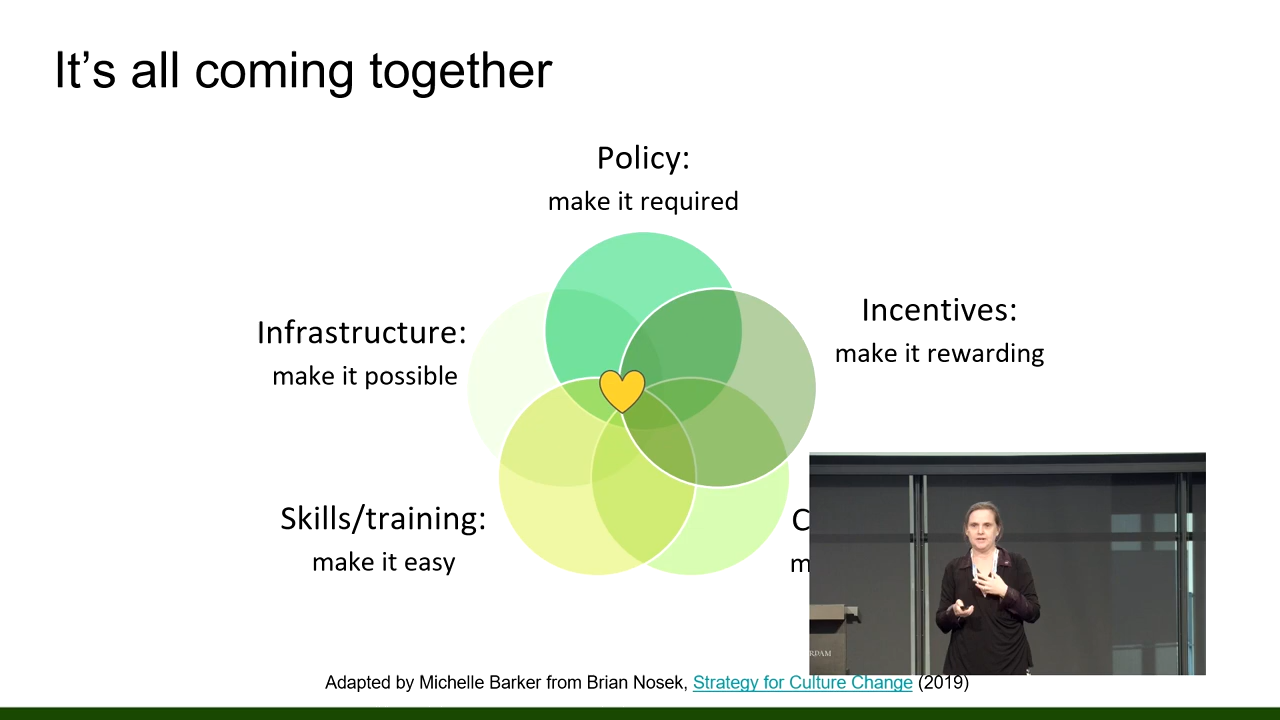 It's all coming together
Policy:
make it required
Incentives:
make it rewarding
Infrastructure:
make it possible
Skills/training:
make it easy
C
m
RDAM
Adapted by Michelle Barker from Brian Nosek, Strategy for Culture Change (2019)